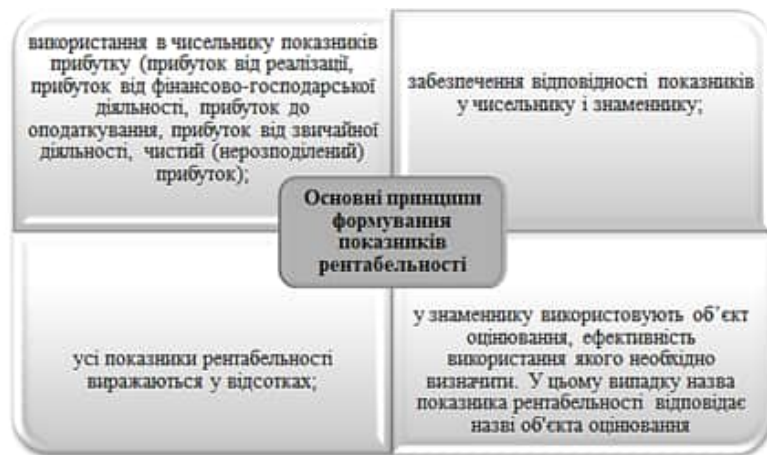 використання в чисельнику показників
прибутку (прибуток від реалізації,
прибуток від фінансово-господарської
діяльності, прибуток до
оподаткування, прибуток від звичайної
діяльності, чистий (нерозподілений)
прибуток);
забезпечення відповідності показників
у чисельнику і знаменнику;
Основні принципи
формування
показників
рентабельності
усі показники рентабельності
виражаються у відсотках;
у знаменнику використовують об’єкт
оцінювання, ефективність
використання якого необхідно
визначити. У цьому випадку назва
показника рентабельності відповідає
назві об'єкта оцінювання